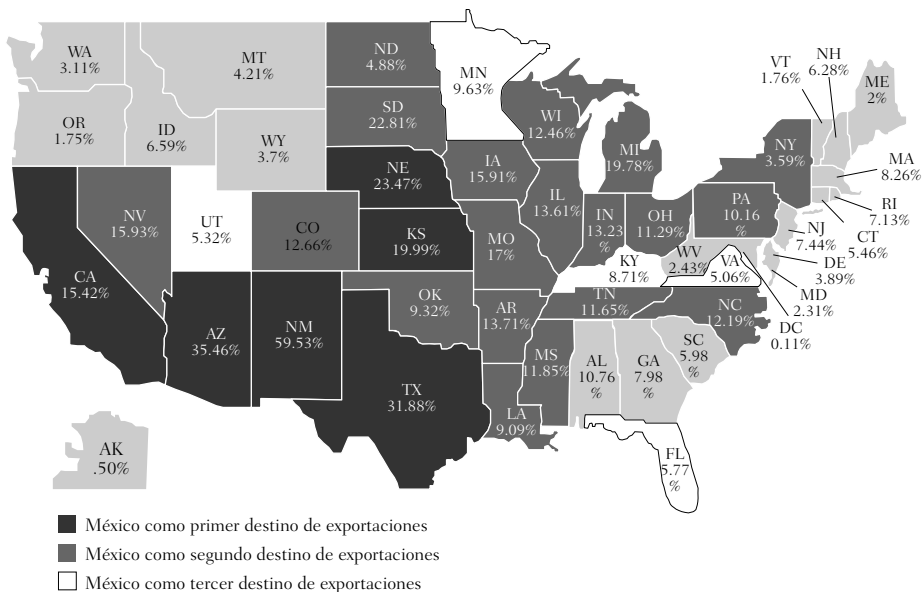 WA
3.11%
MT
4.21%
ND
4.88%
MN
9.63%
VT
1.76%
NH
6.28%
ME
2%
OR
1.75%
ID
6.59%
WY
3.7%
SD
22.81%
WI
12.46%
MI
19.78%
NY
3.59%
MA
8.26%
RI
7.13%
CT
5.46%
NV
15.93%
UT
5.32%
CO
12.66%
NE
23.47%
KS
19.99%
IA
15.91%
MO
17%
IL
13.61%
IN
13.23
%
OH
11.29%
PA
10.16
%
NJ
7.44%
DE
3.89%
MD
2.31%
DC
0.11%
WV
2.43%
VA
5.06%
KY
8.71%
CA
15.42%
AZ
35.46%
NM
59.53%
OK
9.32%
AR
13.71%
TN
11.65%
NC
12.19%
SC
5.98
%
TX
31.88%
LA
9.09%
MS
11.85%
AL
10.76
%
GA
7.98
%
FL
5.77
%
AK
.50%
México como primer destino de exportaciones
México como segundo destino de exportaciones
México como tercer destino de exportaciones